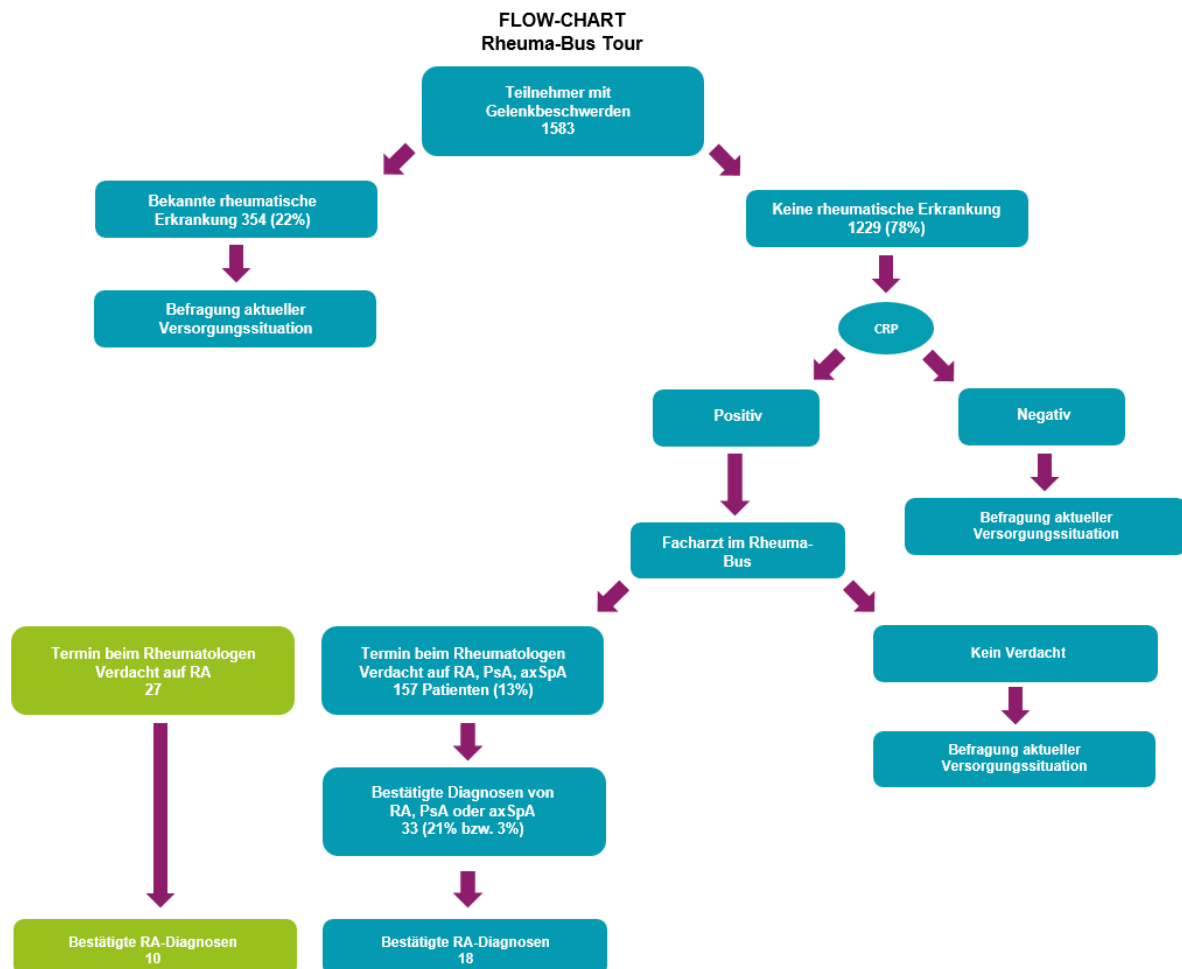 FLOW-CHART
Rheuma-Bus Tour
Teilnehmer mit
Gelenkbeschwerden
1583
Bekannte rheumatische
Erkrankung 354 (22%)
Keine rheumatische Erkrankung
1229 (78%)
Befragung aktueller
Versorgungssituation
CRP
Positiv
Negativ
Befragung aktueller
Versorgungssituation
Facharzt im Rheuma-
Bus
Termin beim Rheumatologen
Verdacht auf RA
27
Termin beim Rheumatologen
Verdacht auf RA, PsA, axSpA
157 Patienten (13%)
Kein Verdacht
Befragung aktueller
Versorgungssituation
Bestätigte Diagnosen von
RA, PsA oder axSpA
33 (21% bzw. 3%)
Bestätigte RA-Diagnosen
10
Bestätigte RA-Diagnosen
18